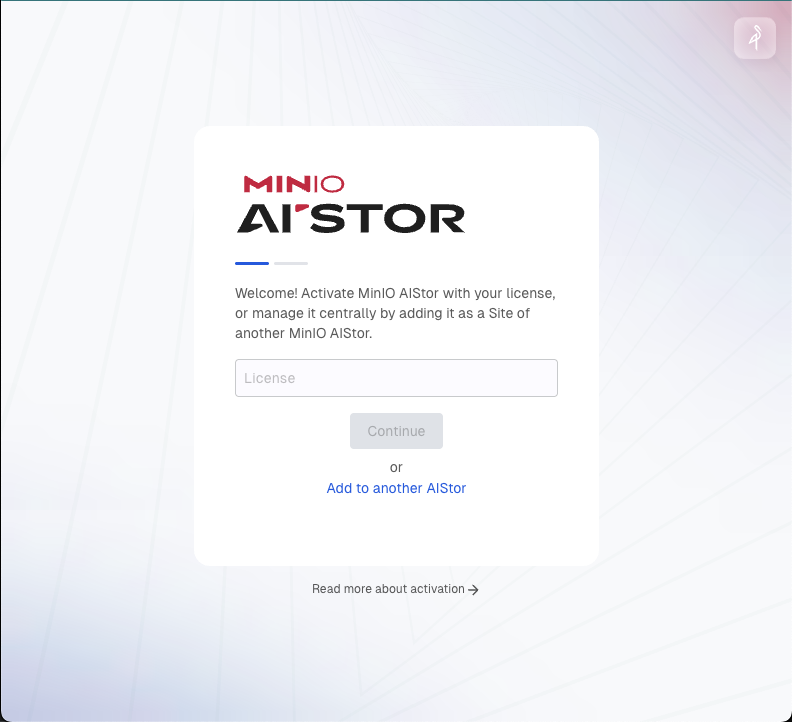 MINIO
AISTOR
Welcome! Activate MinIO AIStor with your license,
or manage it centrally by adding it as a Site of
another MinIO AIStor.
License
Continue
or
Add to another AIStor
Read more about activation →